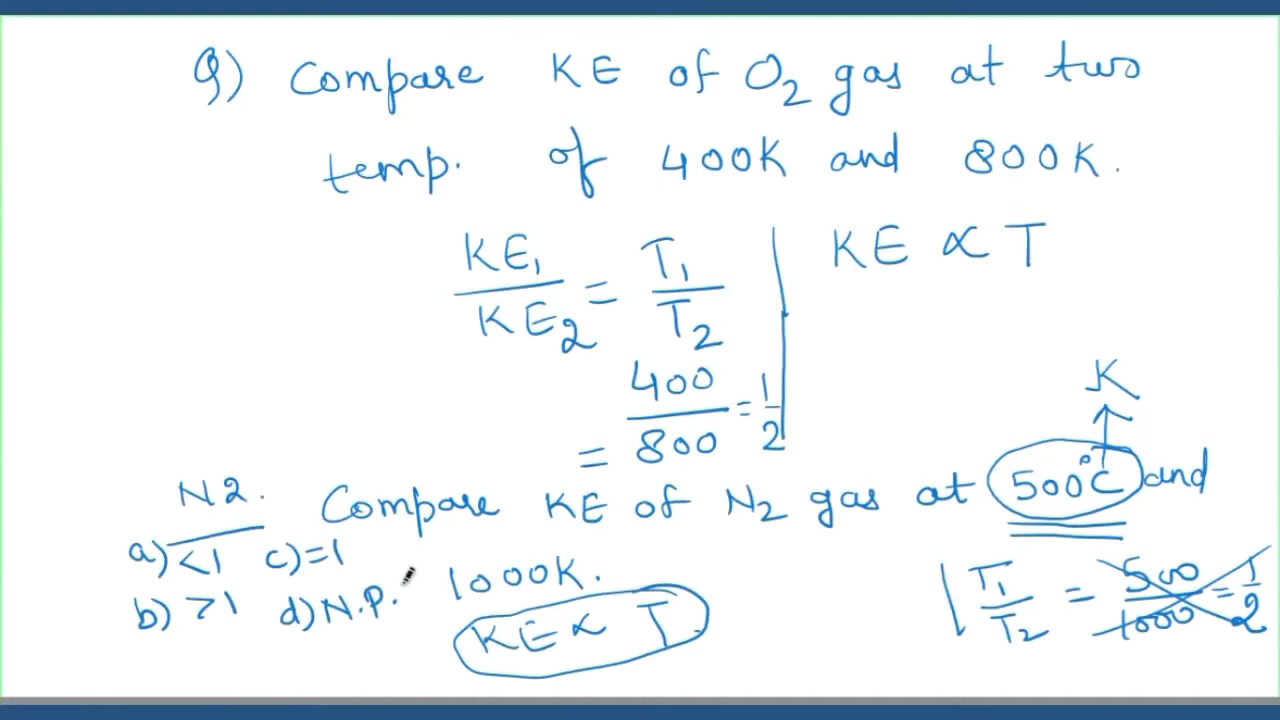 Q) Compare KE of O2 gas at two
temp. of 400K and 800K.
KE1/KE2 = T1/T2
KE ∝ T
= 400/800 = 1/2
K
↑
N2. Compare KE of N2 gas at 500°C and
1000K.
a) <1 c) =1
b) >1 d) N.P.
KE ∝ T
T1/T2 = 500/1000 = 1/2